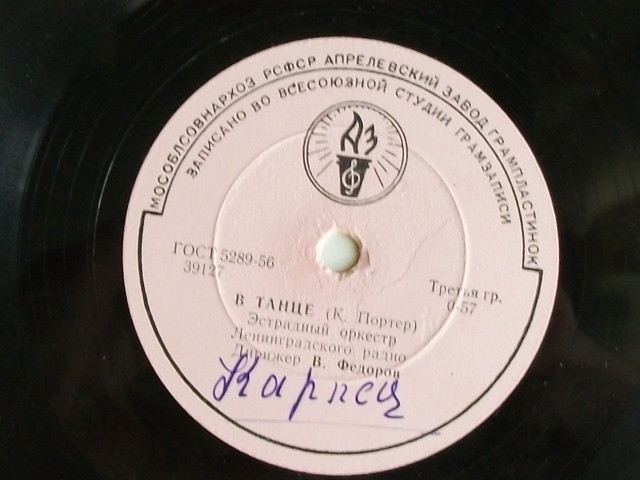 МОСОБЛСОВНАРХОЗ РСФСР АПРЕЛЕВСКИЙ ЗАВОД ГРАМПЛАСТИНОК
ЗАПИСАНО ВО ВСЕСОЮЗНОЙ СТУДИИ ГРАМЗАПИСИ
АЗ
ГОСТ 5289-56
39127
Третья гр.
0-57
В ТАНЦЕ (К. Портер)
Эстрадный оркестр
Ленинградского радио
Дирижер В. Федоров